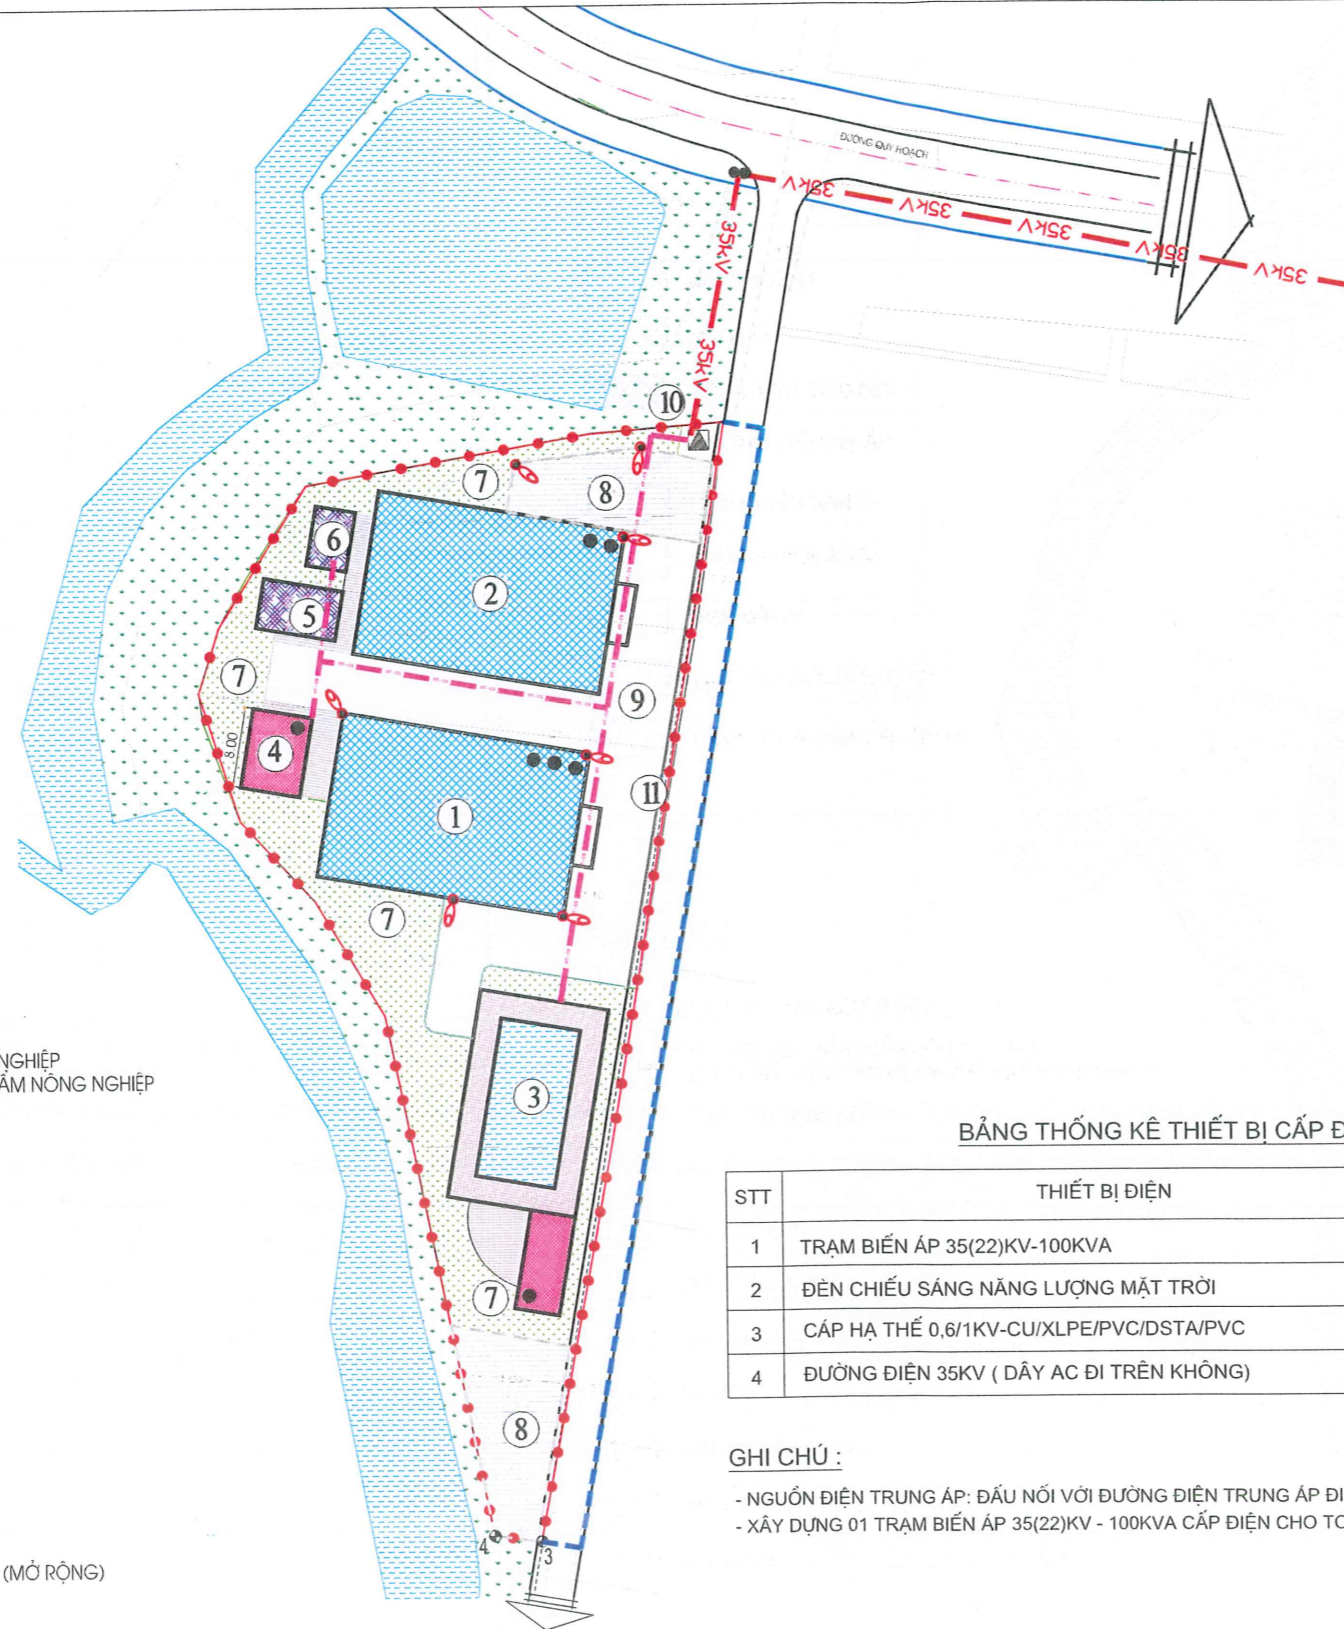 ĐƯỜNG QUY HOẠCH
35KV
35KV
35KV
35KV
35KV
35KV
35KV
10
7
8
6
2
5
7
9
8.00
4
11
1
7
3
7
8
4
3
NGHIỆP
ÂM NÔNG NGHIỆP
(MỞ RỘNG)
BẢNG THỐNG KÊ THIẾT BỊ CẤP Đ
STT THIẾT BỊ ĐIỆN
1 TRẠM BIẾN ÁP 35(22)KV-100KVA
2 ĐÈN CHIẾU SÁNG NĂNG LƯỢNG MẶT TRỜI
3 CÁP HẠ THẾ 0,6/1KV-CU/XLPE/PVC/DSTA/PVC
4 ĐƯỜNG ĐIỆN 35KV ( DÂY AC ĐI TRÊN KHÔNG)
GHI CHÚ :
- NGUỒN ĐIỆN TRUNG ÁP: ĐẤU NỐI VỚI ĐƯỜNG ĐIỆN TRUNG ÁP ĐI
- XÂY DỰNG 01 TRẠM BIẾN ÁP 35(22)KV - 100KVA CẤP ĐIỆN CHO TO